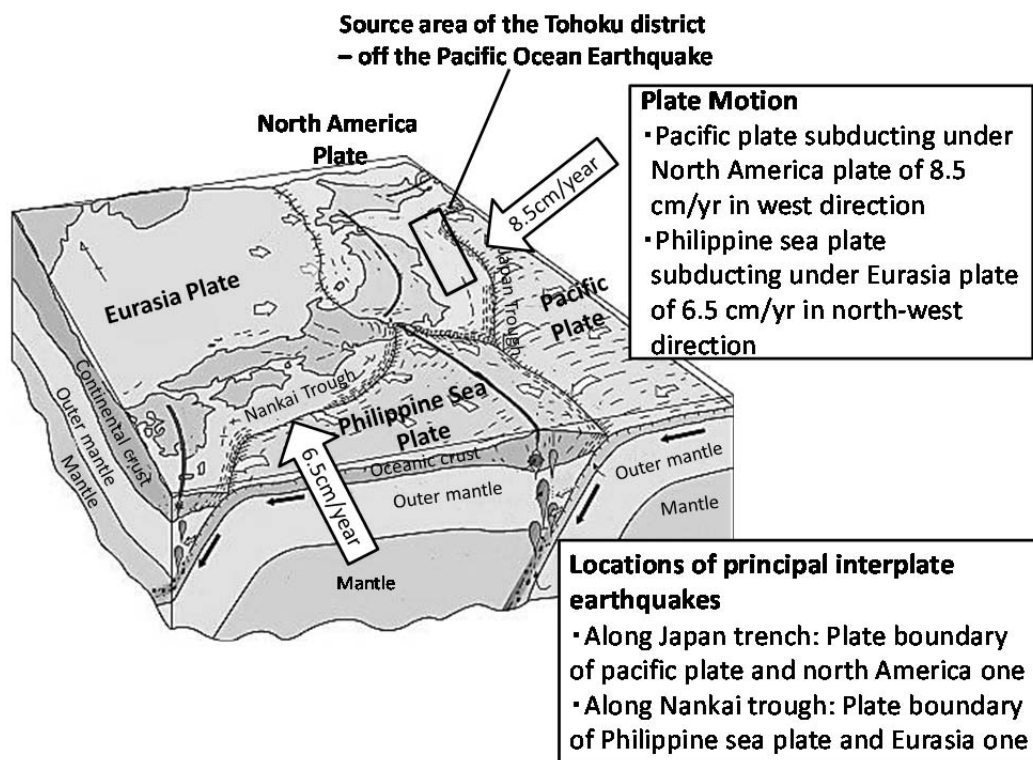 Source area of the Tohoku district
– off the Pacific Ocean Earthquake
North America
Plate
Plate Motion
・Pacific plate subducting under
North America plate of 8.5
cm/yr in west direction
・Philippine sea plate
subducting under Eurasia plate
of 6.5 cm/yr in north-west
direction
8.5cm/year
Eurasia Plate
Japan Trough
Pacific
Plate
Nankai Trough
Philippine Sea
Plate
6.5cm/year
Continental crust
Outer mantle
Mantle
Oceanic crust
Outer mantle
Mantle
Outer mantle
Mantle
Locations of principal interplate
earthquakes
・Along Japan trench: Plate boundary
of pacific plate and north America one
・Along Nankai trough: Plate boundary
of Philippine sea plate and Eurasia one